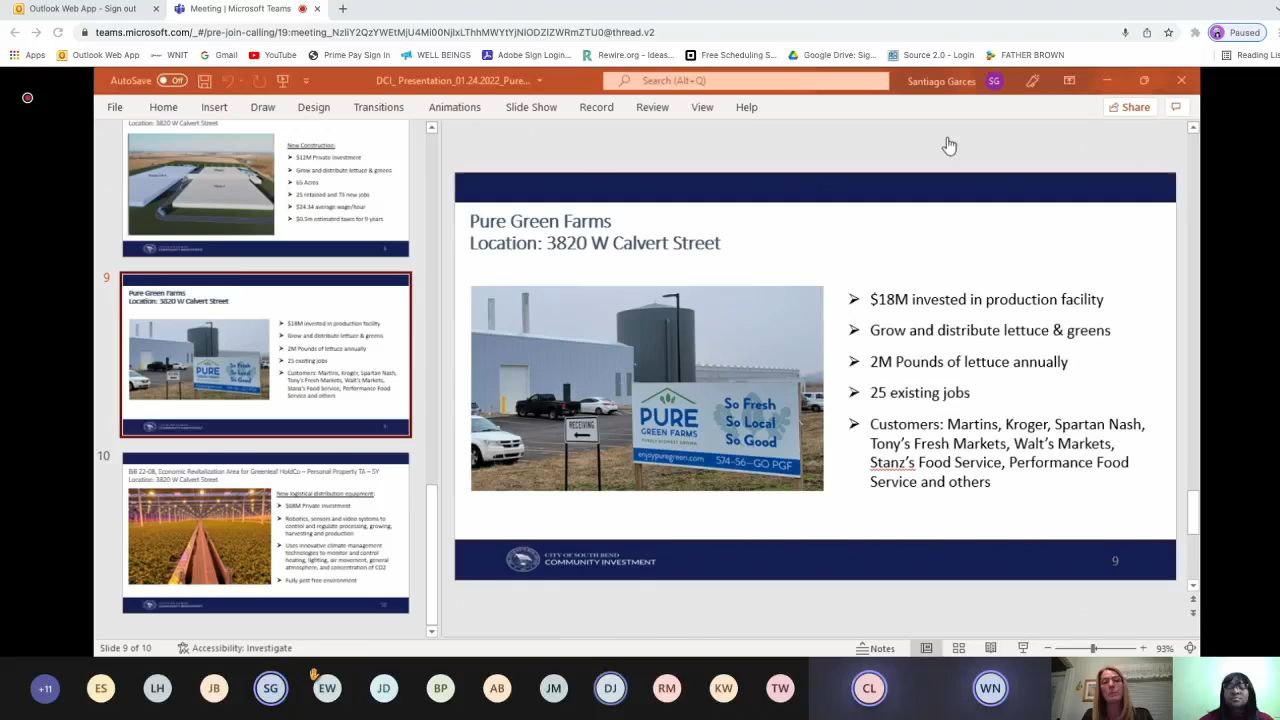 Outlook Web App - Sign out
Meeting | Microsoft Teams
Apps
Outlook Web App
WNIT
Gmail
YouTube
Prime Pay Sign In
WELL BEINGS
Adobe Sign Login...
Rewire.org - Ideas...
Free Scheduling S...
Google Drive: Sig...
Source 2.0 - Login
FATHER BROWN
Reading Lis
Paused
AutoSave Off
DCI_Presentation_01.24.2022_Pure...
Search (Alt+Q)
Santiago Garces SG
File Home Insert Draw Design Transitions Animations Slide Show Record Review View Help
Share
Location: 3820 W Calvert Street
New Construction:
➤ $12M Private Investment
➤ Grow and distribute lettuce & greens
➤ 65 Acres
➤ 25 retained and 75 new jobs
➤ $24.34 average wage/hour
➤ $0.5m estimated taxes for 9 years
COMMUNITY INVESTMENT
9
Pure Green Farms
Location: 3820 W Calvert Street
➤ $18M invested in production facility
➤ Grow and distribute lettuce & greens
➤ 2M Pounds of lettuce annually
➤ 25 existing jobs
➤ Customers: Martins, Kroger, Spartan Nash,
Tony's Fresh Markets, Walt's Markets,
Stanz's Food Service, Performance Food
Service and others
COMMUNITY INVESTMENT
10
Bill 22-08, Economic Revitalization Area for Greenleaf HoldCo – Personal Property TA – 5Y
Location: 3820 W Calvert Street
New logistical distribution equipment:
➤ $68M Private Investment
➤ Robotics, sensors and video systems to
control and regulate processing, growing,
harvesting and production
➤ Uses innovative climate management
technologies to monitor and control
heating, lighting, air movement, general
atmosphere, and concentration of CO2
➤ Fully pest free environment
COMMUNITY INVESTMENT
Pure Green Farms
Location: 3820 W Calvert Street
RECEIVING
PURE
GREEN FARMS
PURELY MIDWEST GROWN
So Fresh
So Local
So Good
enjoypuregreen.com 574-56-GO PGF
➤ $18M invested in production facility
➤ Grow and distribute lettuce & greens
➤ 2M Pounds of lettuce annually
➤ 25 existing jobs
➤ Customers: Martins, Kroger, Spartan Nash,
Tony's Fresh Markets, Walt's Markets,
Stanz's Food Service, Performance Food
Service and others
CITY OF SOUTH BEND
COMMUNITY INVESTMENT
9
Slide 9 of 10
Accessibility: Investigate
Notes
93%
+11 ES LH JB SG EW JD BP AB JM DJ RM KW TW CL WN